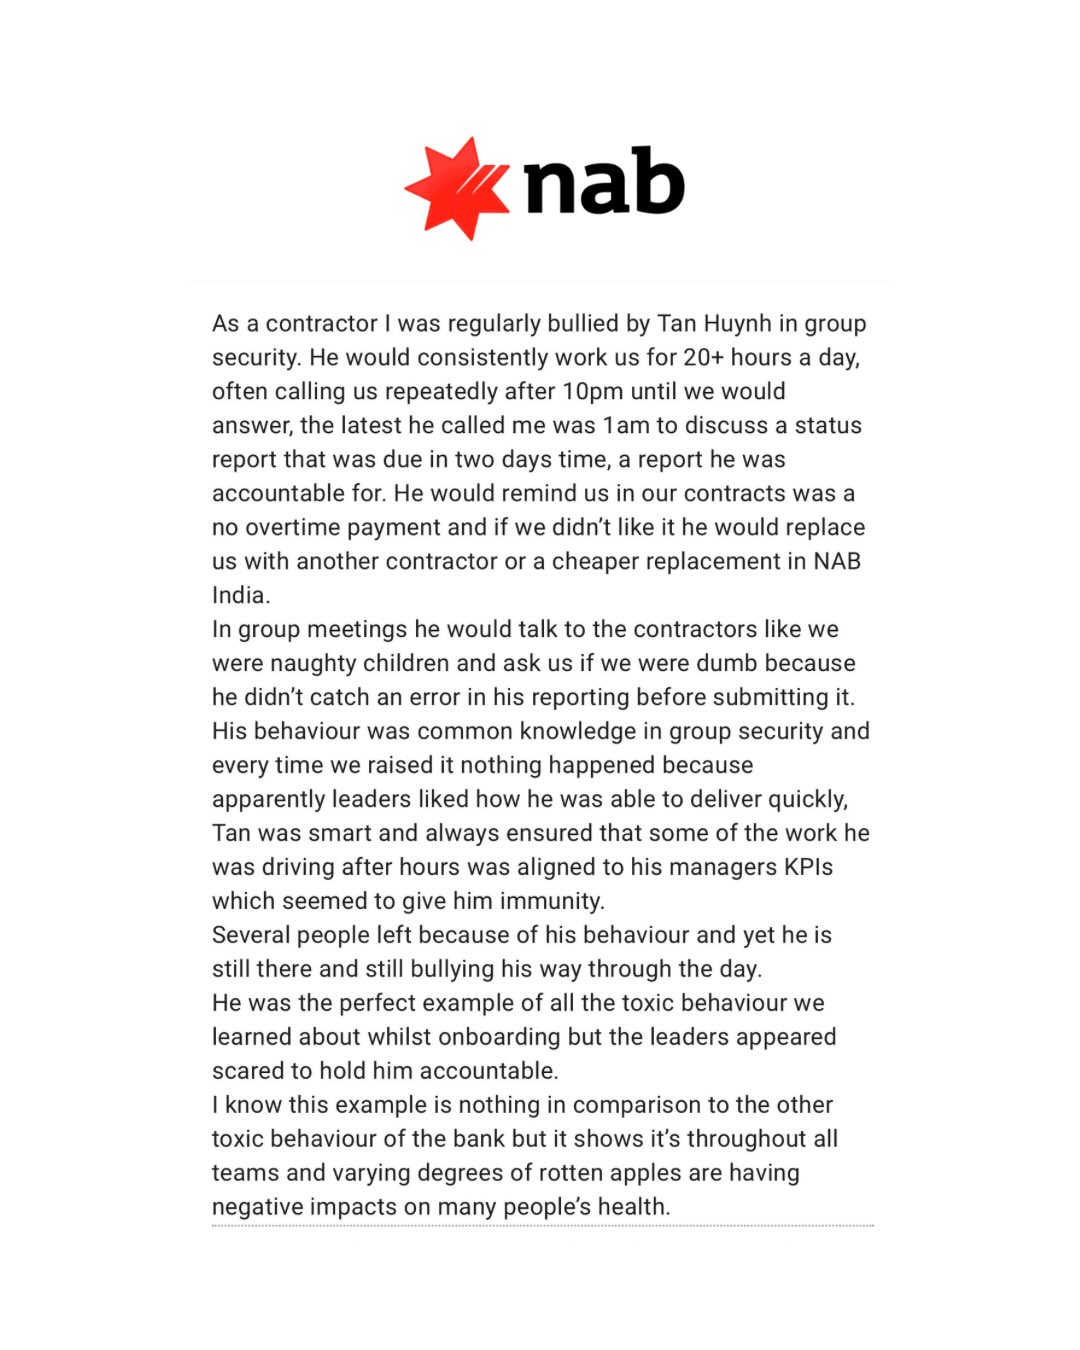 nab
As a contractor I was regularly bullied by Tan Huynh in group
security. He would consistently work us for 20+ hours a day,
often calling us repeatedly after 10pm until we would
answer, the latest he called me was 1am to discuss a status
report that was due in two days time, a report he was
accountable for. He would remind us in our contracts was a
no overtime payment and if we didn’t like it he would replace
us with another contractor or a cheaper replacement in NAB
India.
In group meetings he would talk to the contractors like we
were naughty children and ask us if we were dumb because
he didn’t catch an error in his reporting before submitting it.
His behaviour was common knowledge in group security and
every time we raised it nothing happened because
apparently leaders liked how he was able to deliver quickly,
Tan was smart and always ensured that some of the work he
was driving after hours was aligned to his managers KPIs
which seemed to give him immunity.
Several people left because of his behaviour and yet he is
still there and still bullying his way through the day.
He was the perfect example of all the toxic behaviour we
learned about whilst onboarding but the leaders appeared
scared to hold him accountable.
I know this example is nothing in comparison to the other
toxic behaviour of the bank but it shows it’s throughout all
teams and varying degrees of rotten apples are having
negative impacts on many people’s health.